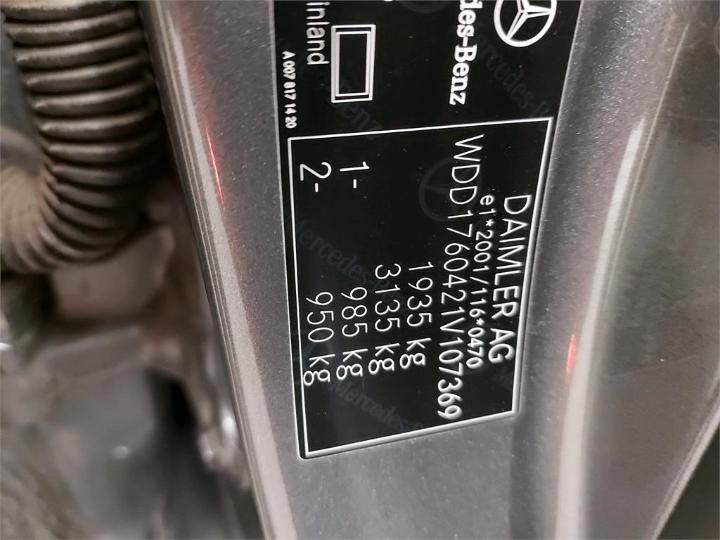 des-Benz
inland
A 007 817 14 20
DAIMLER AG
e1*2001/116*0470
WDD1760421V107369
1935 kg
3135 kg
1- 985 kg
2- 950 kg